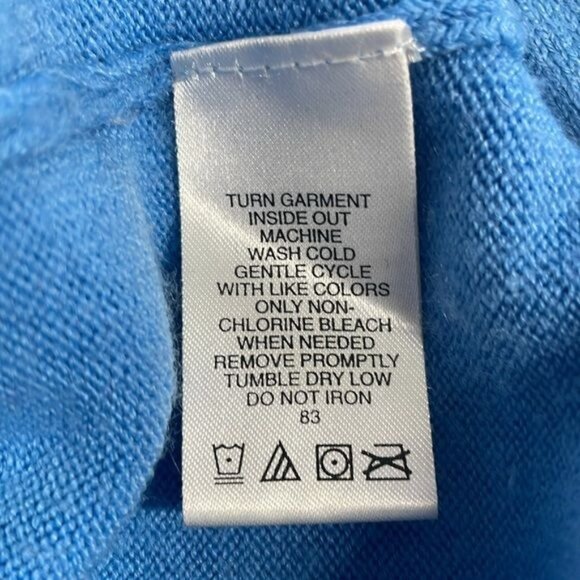 TURN GARMENT
INSIDE OUT
MACHINE
WASH COLD
GENTLE CYCLE
WITH LIKE COLORS
ONLY NON-
CHLORINE BLEACH
WHEN NEEDED
REMOVE PROMPTLY
TUMBLE DRY LOW
DO NOT IRON
83